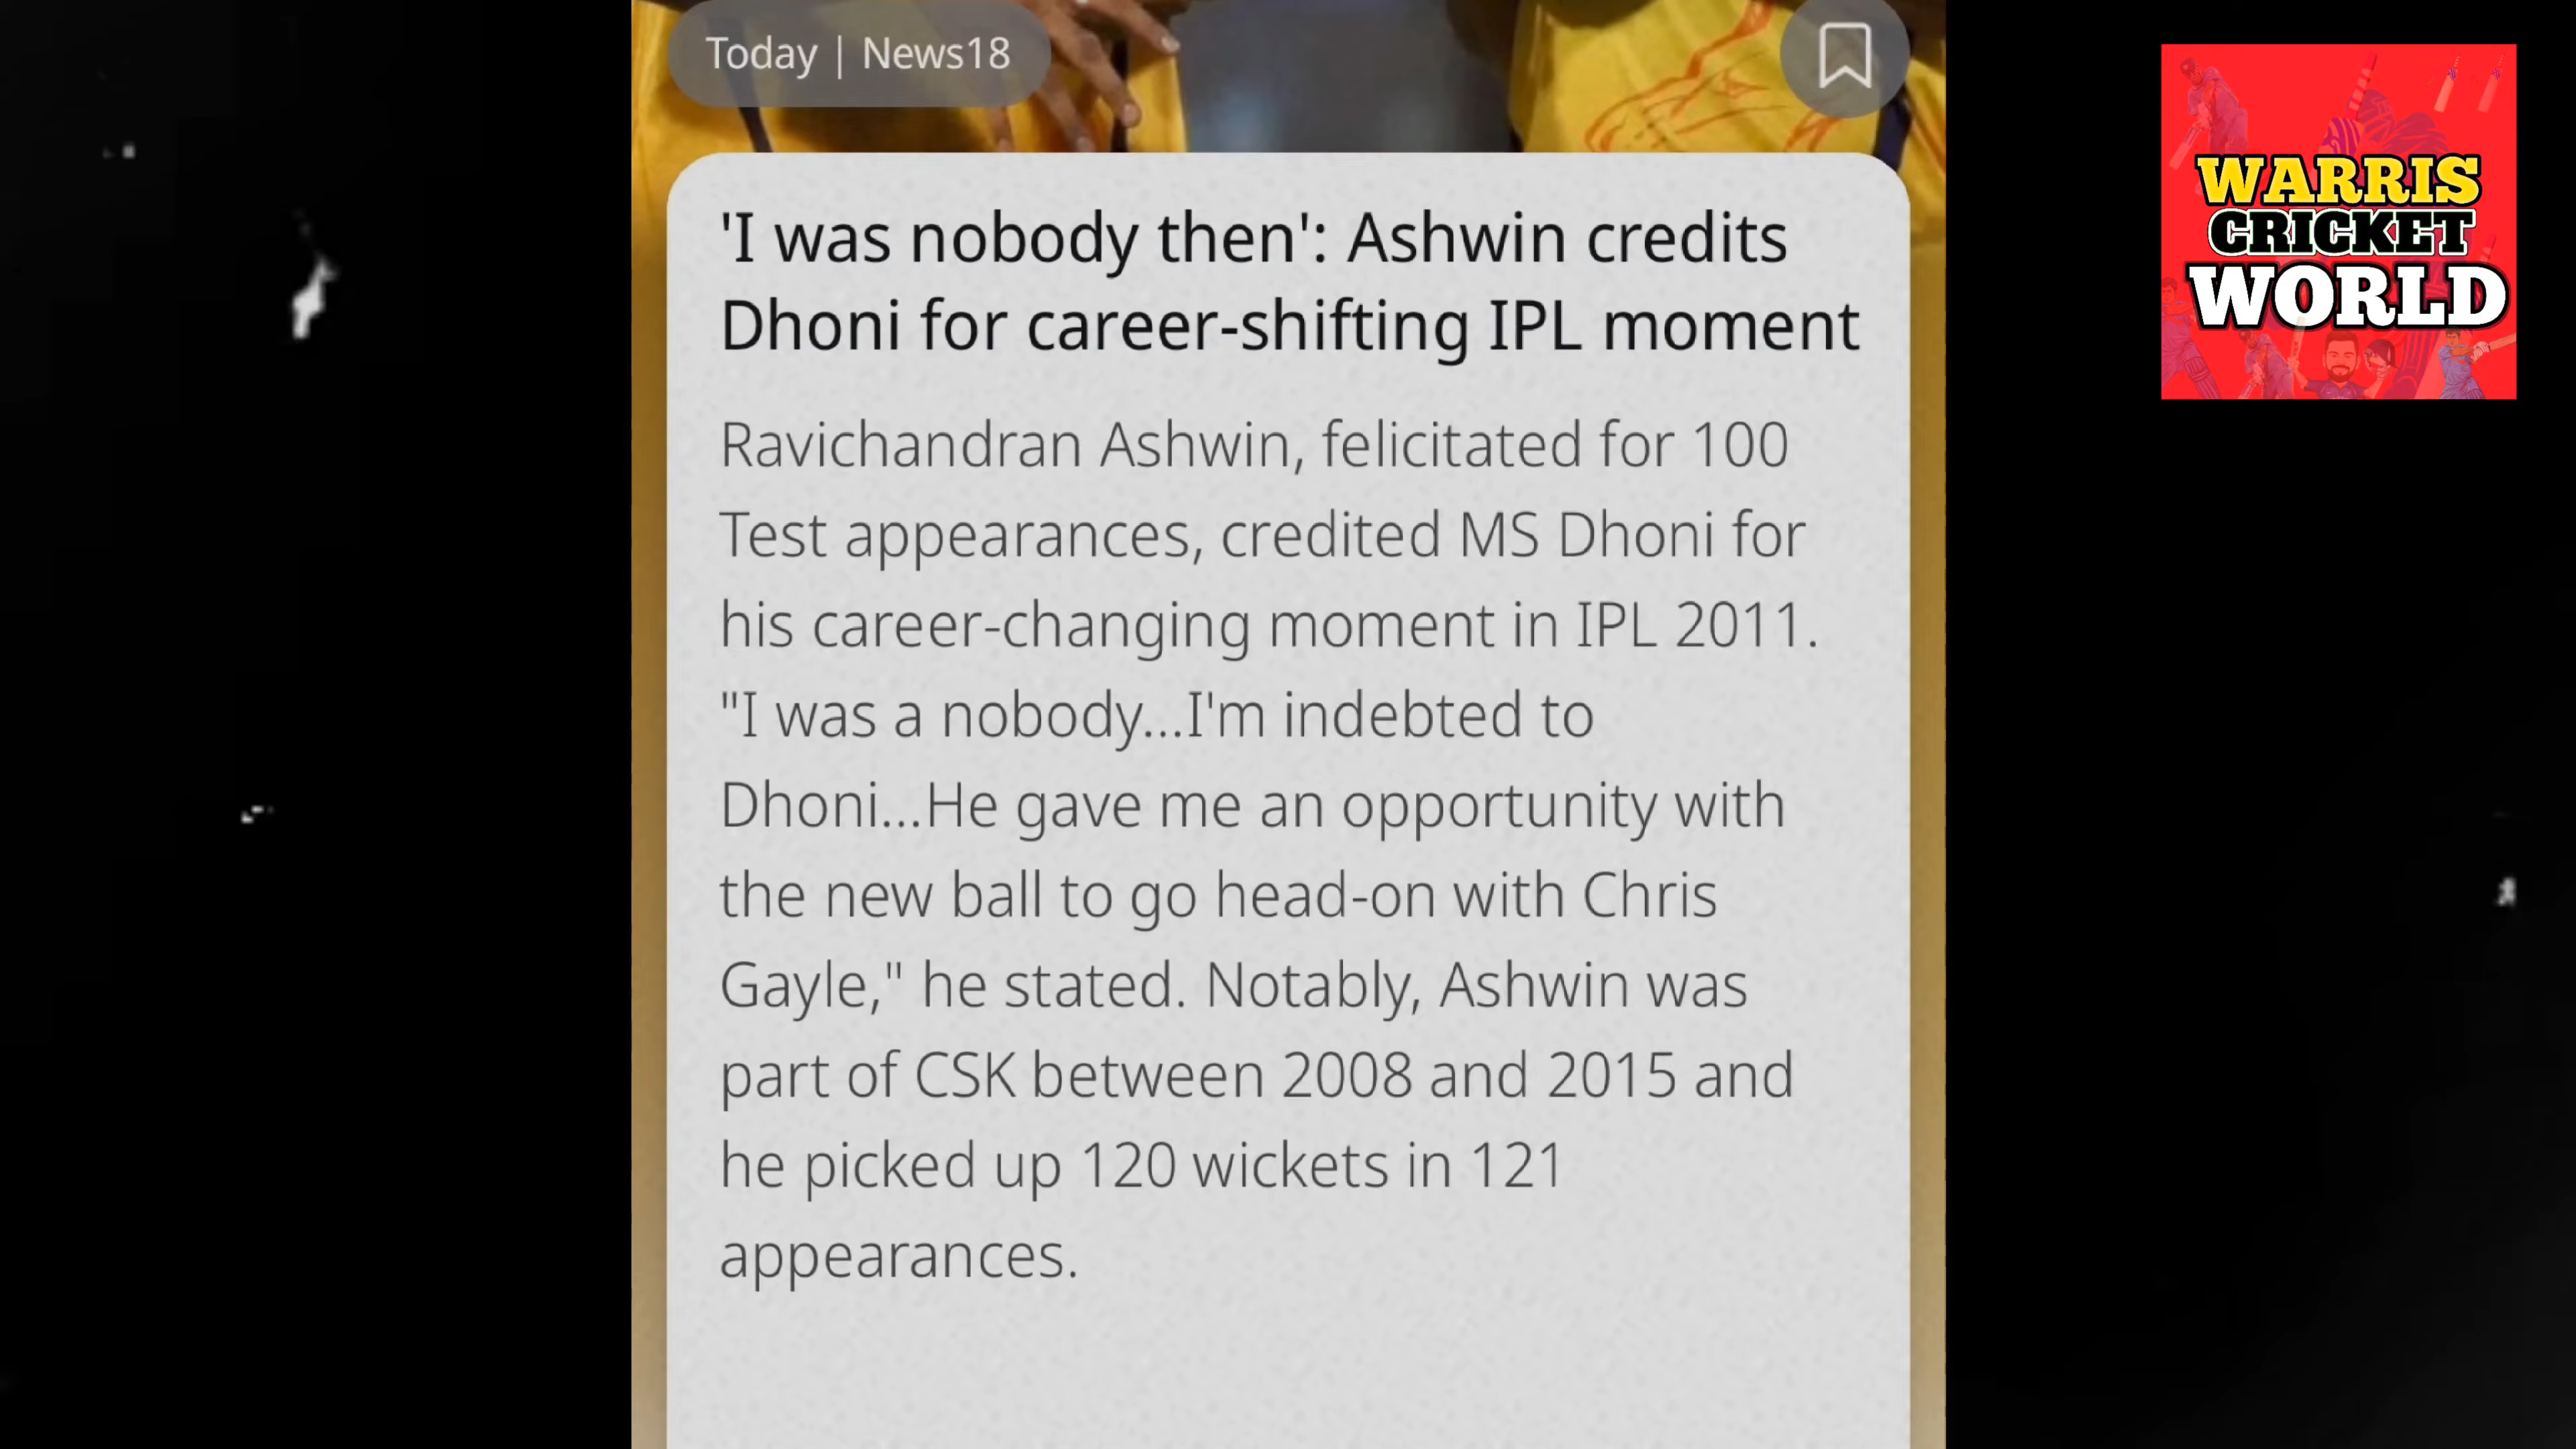 Today | News18
'I was nobody then': Ashwin credits
Dhoni for career-shifting IPL moment
Ravichandran Ashwin, felicitated for 100
Test appearances, credited MS Dhoni for
his career-changing moment in IPL 2011.
"I was a nobody...I'm indebted to
Dhoni...He gave me an opportunity with
the new ball to go head-on with Chris
Gayle," he stated. Notably, Ashwin was
part of CSK between 2008 and 2015 and
he picked up 120 wickets in 121
appearances.
WARRIS
CRICKET
WORLD